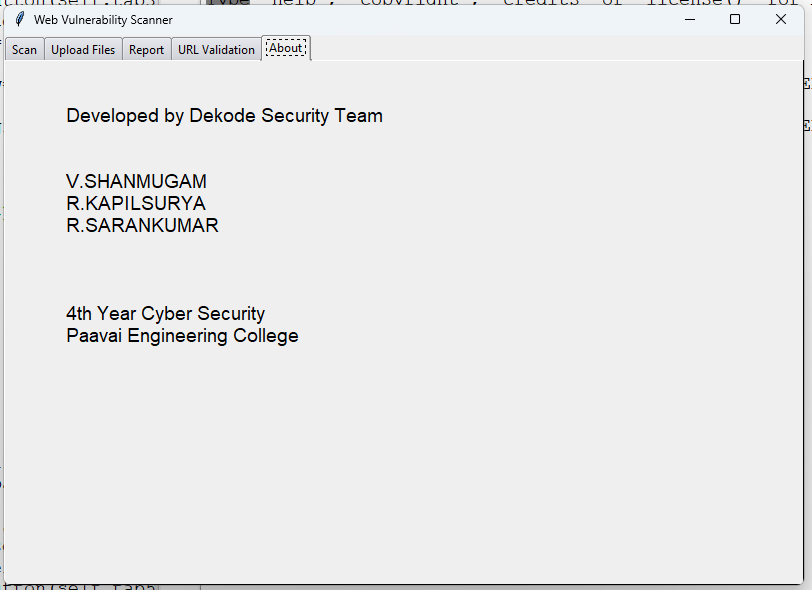 Web Vulnerability Scanner
Scan Upload Files Report URL Validation About
Developed by Dekode Security Team
V.SHANMUGAM
R.KAPILSURYA
R.SARANKUMAR
4th Year Cyber Security
Paavai Engineering College